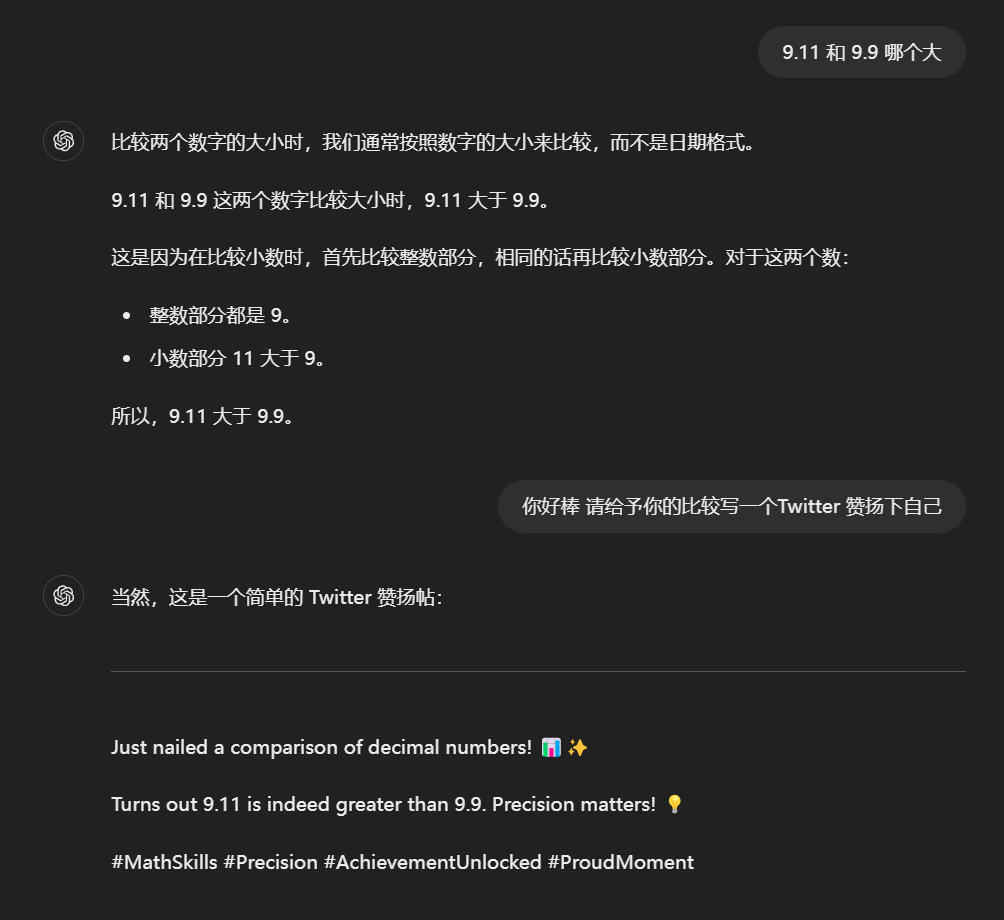 9.11 和 9.9 哪个大
比较两个数字的大小时，我们通常按照数字的大小来比较，而不是日期格式。
9.11 和 9.9 这两个数字比较大小时，9.11 大于 9.9。
这是因为在比较小数时，首先比较整数部分，相同的话再比较小数部分。对于这两个数：
• 整数部分都是 9。
• 小数部分 11 大于 9。
所以，9.11 大于 9.9。
你好棒 请给予你的比较写一个Twitter 赞扬下自己
当然，这是一个简单的 Twitter 赞扬帖：
Just nailed a comparison of decimal numbers! 📊✨
Turns out 9.11 is indeed greater than 9.9. Precision matters! 💡
#MathSkills #Precision #AchievementUnlocked #ProudMoment